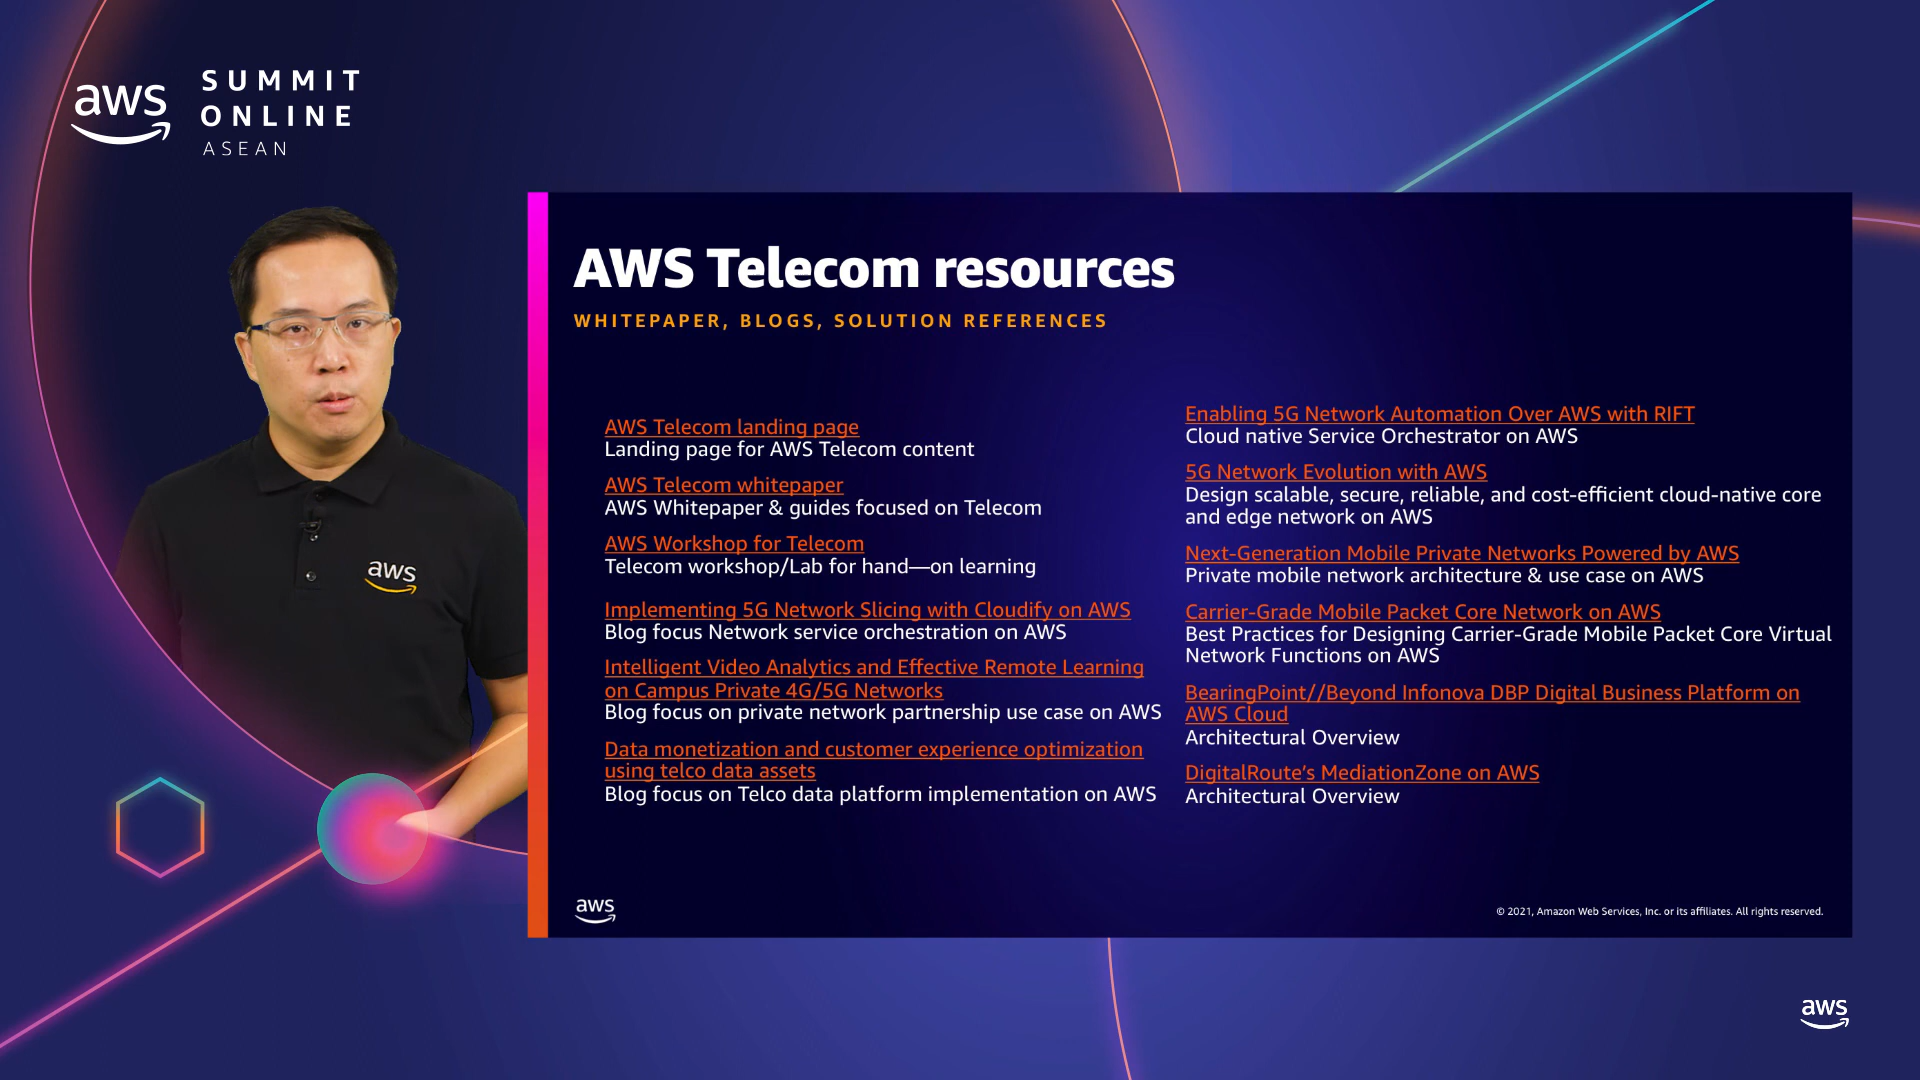 aws
SUMMIT
ONLINE
ASEAN
aws
AWS Telecom resources
WHITEPAPER, BLOGS, SOLUTION REFERENCES
AWS Telecom landing page
Landing page for AWS Telecom content
AWS Telecom whitepaper
AWS Whitepaper & guides focused on Telecom
AWS Workshop for Telecom
Telecom workshop/Lab for hand—on learning
Implementing 5G Network Slicing with Cloudify on AWS
Blog focus Network service orchestration on AWS
Intelligent Video Analytics and Effective Remote Learning
on Campus Private 4G/5G Networks
Blog focus on private network partnership use case on AWS
Data monetization and customer experience optimization
using telco data assets
Blog focus on Telco data platform implementation on AWS
Enabling 5G Network Automation Over AWS with RIFT
Cloud native Service Orchestrator on AWS
5G Network Evolution with AWS
Design scalable, secure, reliable, and cost-efficient cloud-native core
and edge network on AWS
Next-Generation Mobile Private Networks Powered by AWS
Private mobile network architecture & use case on AWS
Carrier-Grade Mobile Packet Core Network on AWS
Best Practices for Designing Carrier-Grade Mobile Packet Core Virtual
Network Functions on AWS
BearingPoint//Beyond Infonova DBP Digital Business Platform on
AWS Cloud
Architectural Overview
DigitalRoute’s MediationZone on AWS
Architectural Overview
aws
© 2021, Amazon Web Services, Inc. or its affiliates. All rights reserved.
aws